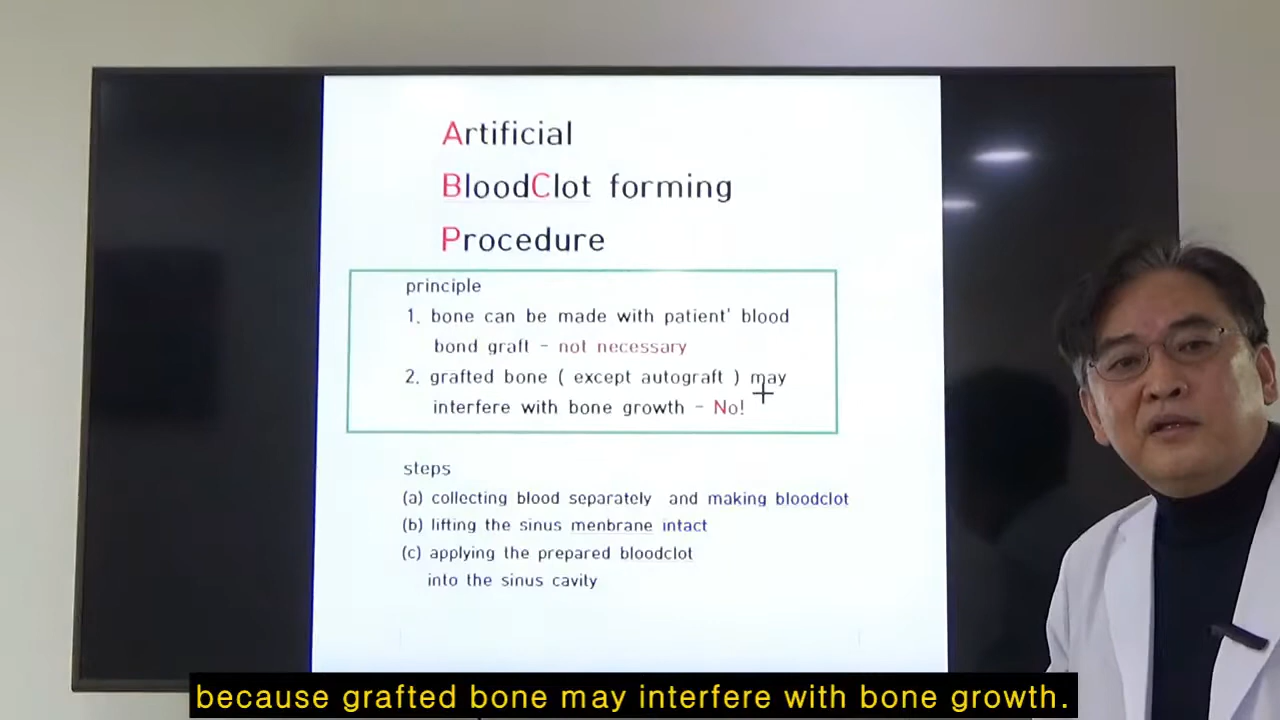 Artificial
BloodClot forming
Procedure
principle
1. bone can be made with patient' blood
bond graft - not necessary
2. grafted bone ( except autograft ) may
interfere with bone growth - No!
steps
(a) collecting blood separately and making bloodclot
(b) lifting the sinus menbrane intact
(c) applying the prepared bloodclot
into the sinus cavity
because grafted bone may interfere with bone growth.